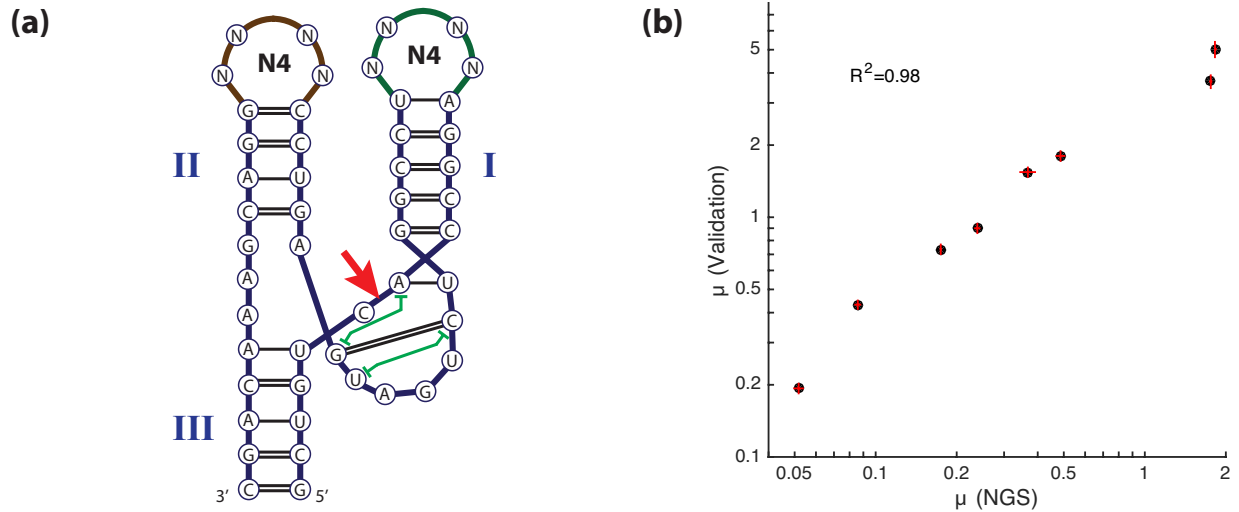 (a)
N N N N
N4 N4
N N N N
U A
G C
C G
G C
II C G I
A U
G C
C G
G C
G A
A A U
C
A C
A U G U
C G U A G
III
A U
G C
3′ C G 5′
(b)
R²=0.98
μ (Validation)
5
2
1
0.5
0.2
0.1
0.05 0.1 0.2 0.5 1 2
μ (NGS)